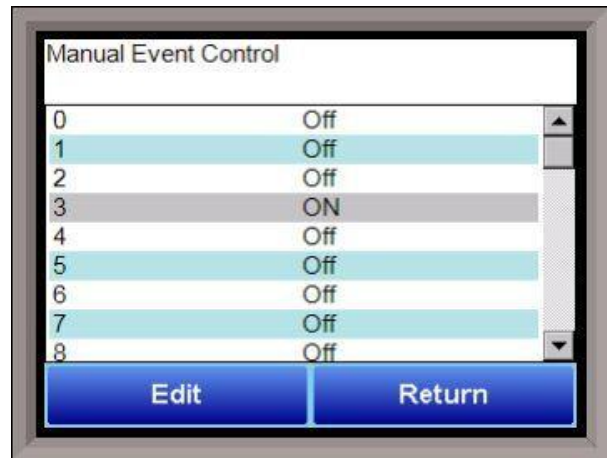 Manual Event Control
0 Off
1 Off
2 Off
3 ON
4 Off
5 Off
6 Off
7 Off
8 Off
Edit Return